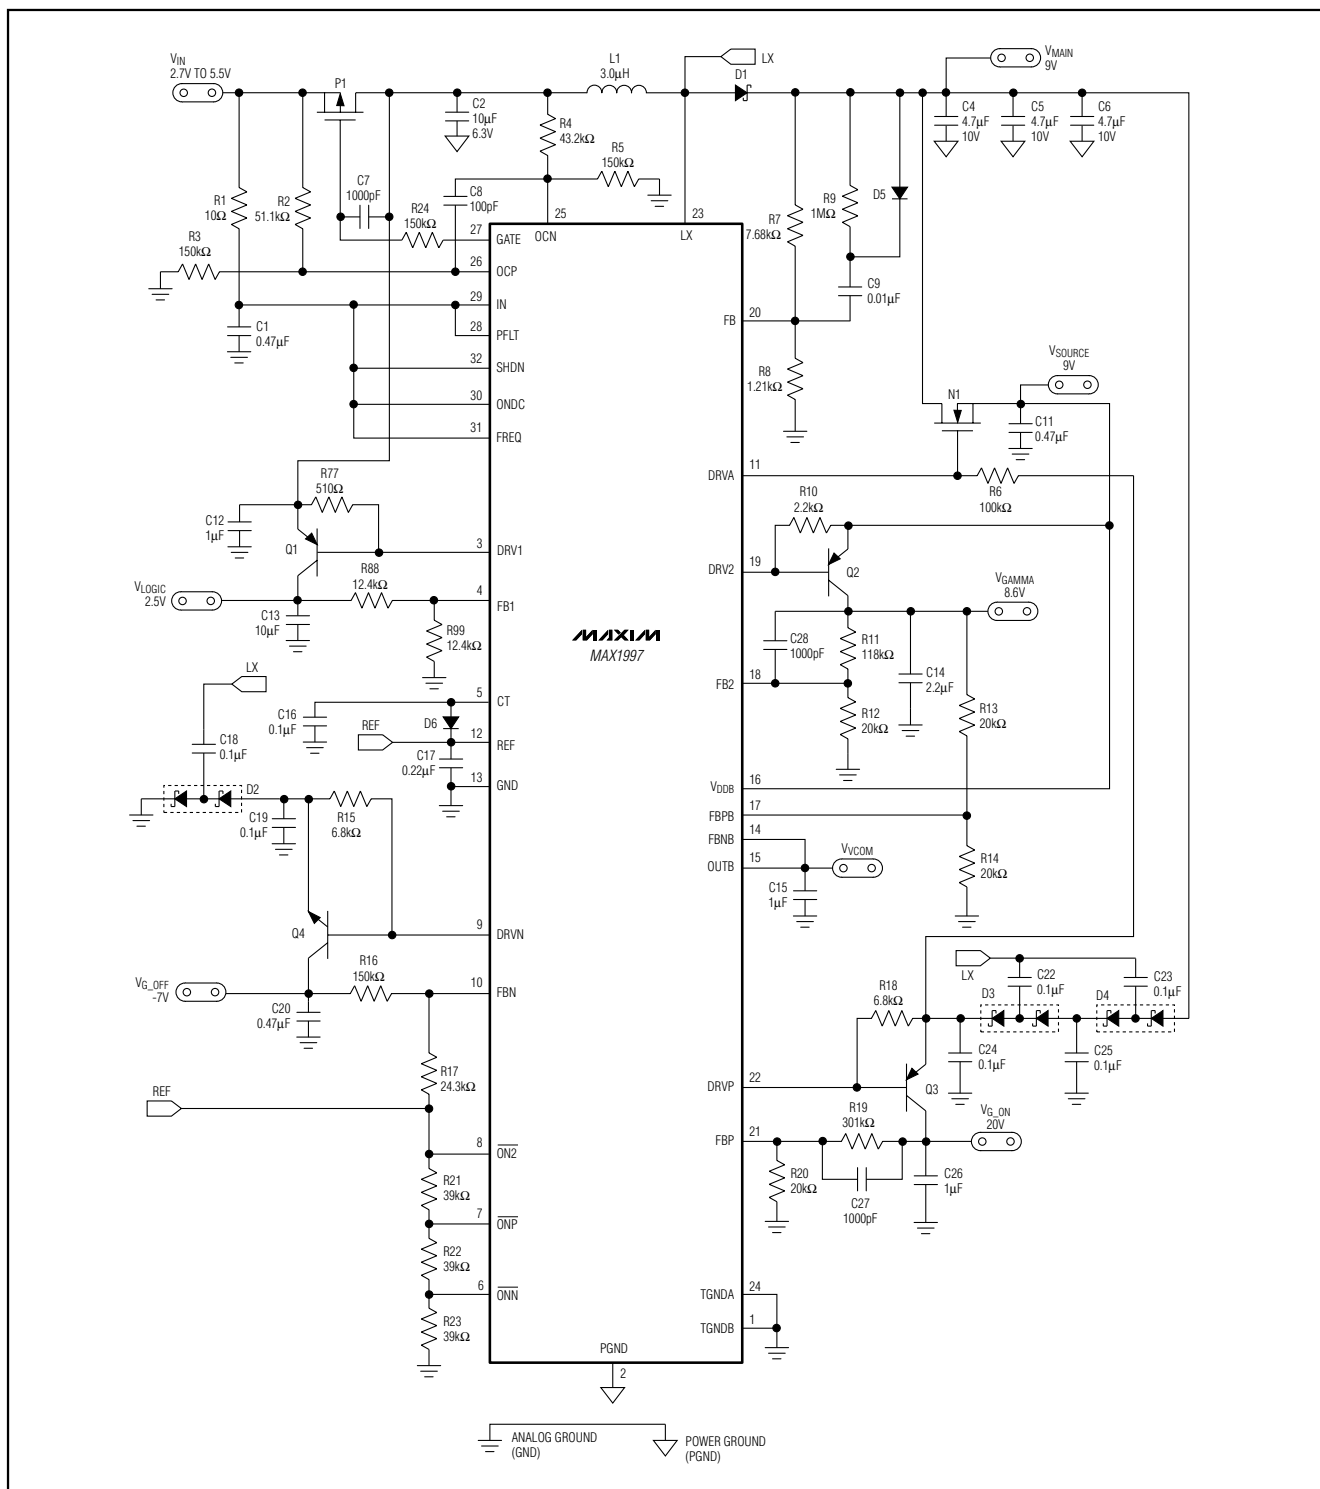 VIN
2.7V TO 5.5V
P1
C2
10µF
6.3V
L1
3.0µH
LX
D1
VMAIN
9V
C4
4.7µF
10V
C5
4.7µF
10V
C6
4.7µF
10V
R4
43.2kΩ
R5
150kΩ
R1
10Ω
R2
51.1kΩ
C7
1000pF
C8
100pF
R24
150kΩ
R3
150kΩ
R7
7.68kΩ
R9
1MΩ
D5
C9
0.01µF
25
OCN
23
LX
27
GATE
26
OCP
29
IN
28
PFLT
32
SHDN
30
ONDC
31
FREQ
C1
0.47µF
20
FB
R8
1.21kΩ
VSOURCE
9V
N1
C11
0.47µF
11
DRVA
R6
100kΩ
R77
510Ω
C12
1µF
Q1
3
DRV1
R10
2.2kΩ
19
DRV2
Q2
VLOGIC
2.5V
R88
12.4kΩ
4
FB1
C13
10µF
R99
12.4kΩ
VGAMMA
8.6V
MAXIM
MAX1997
C28
1000pF
R11
118kΩ
18
FB2
C14
2.2µF
R12
20kΩ
R13
20kΩ
LX
5
CT
C16
0.1µF
D6
REF
12
REF
C17
0.22µF
13
GND
C18
0.1µF
D2
C19
0.1µF
R15
6.8kΩ
16
VDDB
17
FBPB
14
FBNB
15
OUTB
VVCOM
C15
1µF
R14
20kΩ
Q4
9
DRVN
VG_OFF
-7V
R16
150kΩ
10
FBN
C20
0.47µF
R17
24.3kΩ
REF
LX
C22
0.1µF
C23
0.1µF
R18
6.8kΩ
D3
D4
C24
0.1µF
C25
0.1µF
22
DRVP
Q3
R19
301kΩ
VG_ON
20V
21
FBP
R20
20kΩ
C27
1000pF
C26
1µF
8
ON2
R21
39kΩ
7
ONP
R22
39kΩ
6
ONN
R23
39kΩ
24
TGNDA
1
TGNDB
PGND
2
ANALOG GROUND
(GND)
POWER GROUND
(PGND)